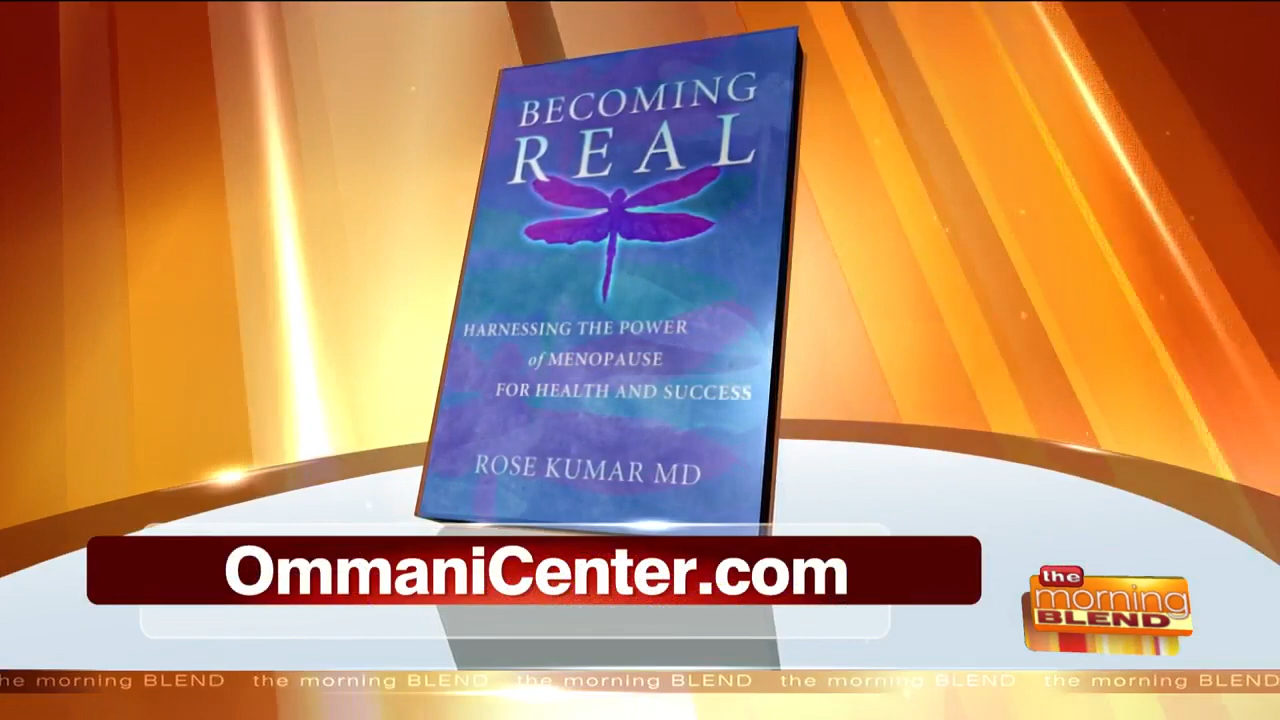 BECOMING
REAL
HARNESSING THE POWER
of MENOPAUSE
FOR HEALTH AND SUCCESS
ROSE KUMAR MD
OmmaniCenter.com
the
morning
BLEND
he morning BLEND the morning BLEND the morning BLEND the morning BLEND the morning BLEND